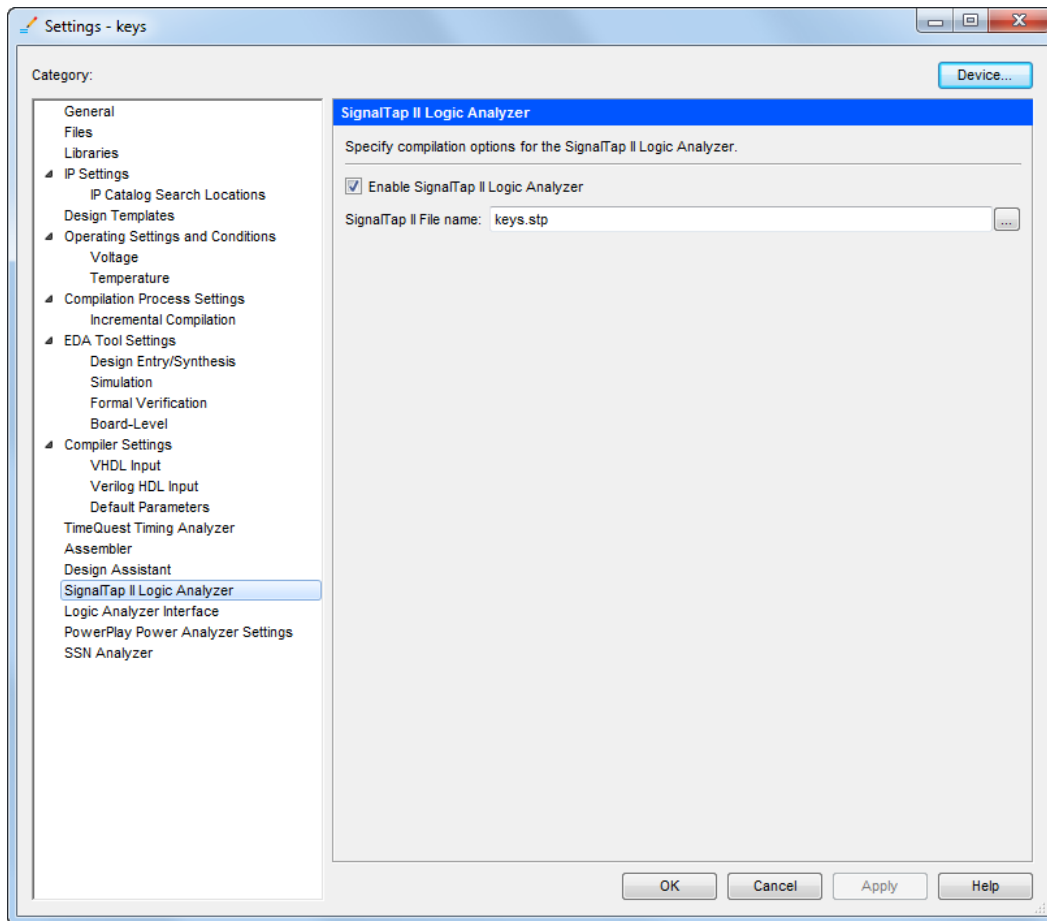 Settings - keys
Category:
Device...
General
Files
Libraries
IP Settings
IP Catalog Search Locations
Design Templates
Operating Settings and Conditions
Voltage
Temperature
Compilation Process Settings
Incremental Compilation
EDA Tool Settings
Design Entry/Synthesis
Simulation
Formal Verification
Board-Level
Compiler Settings
VHDL Input
Verilog HDL Input
Default Parameters
TimeQuest Timing Analyzer
Assembler
Design Assistant
SignalTap II Logic Analyzer
Logic Analyzer Interface
PowerPlay Power Analyzer Settings
SSN Analyzer
SignalTap II Logic Analyzer
Specify compilation options for the SignalTap II Logic Analyzer.
Enable SignalTap II Logic Analyzer
SignalTap II File name: keys.stp ...
OK Cancel Apply Help